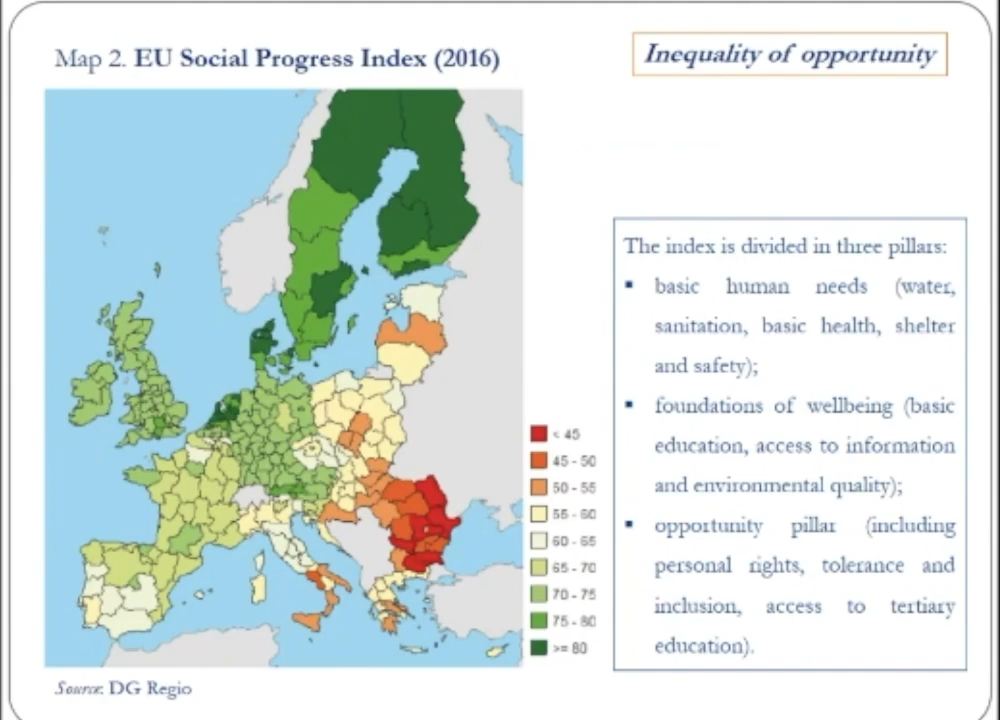 Map 2. EU Social Progress Index (2016)
Inequality of opportunity
The index is divided in three pillars:
▪ basic human needs (water,
sanitation, basic health, shelter
and safety);
▪ foundations of wellbeing (basic
education, access to information
and environmental quality);
▪ opportunity pillar (including
personal rights, tolerance and
inclusion, access to tertiary
education).
< 45
45 - 50
50 - 55
55 - 60
60 - 65
65 - 70
70 - 75
75 - 80
>= 80
Source: DG Regio